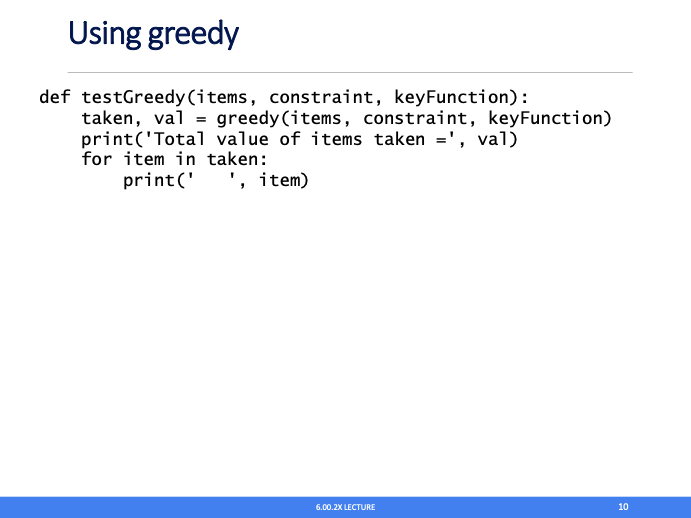 Using greedy
def testGreedy(items, constraint, keyFunction):
    taken, val = greedy(items, constraint, keyFunction)
    print('Total value of items taken =', val)
    for item in taken:
        print('   ', item)
6.00.2X LECTURE
10